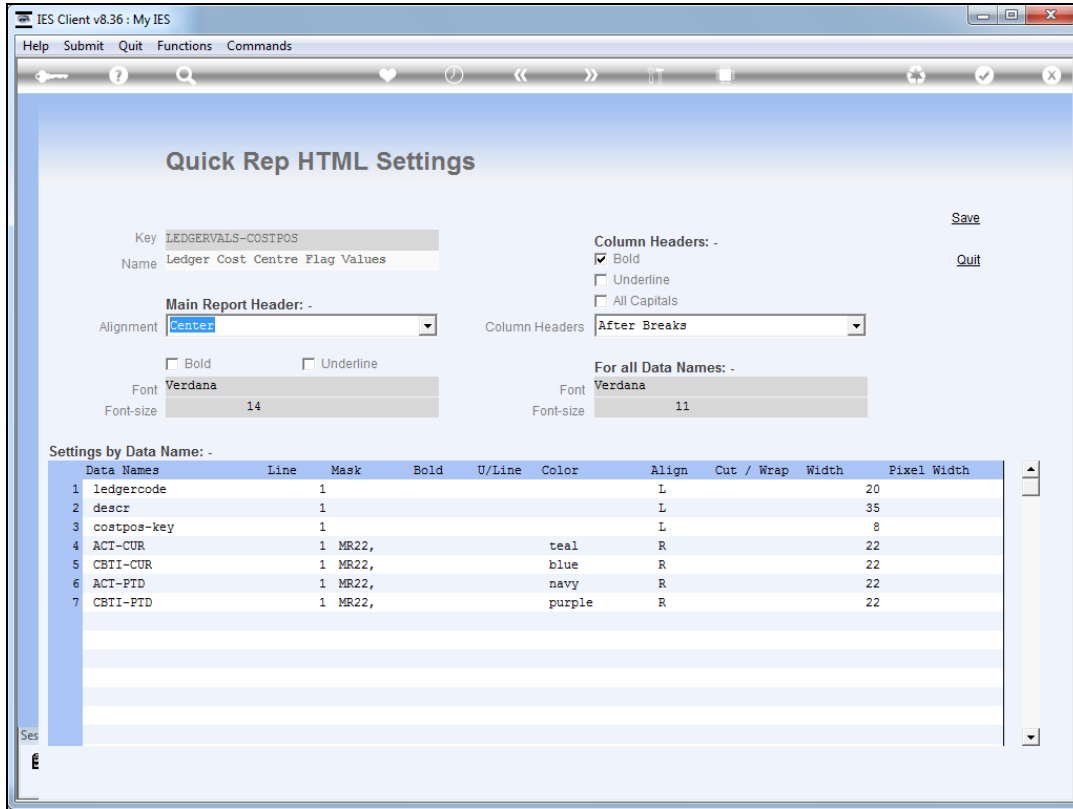 IES Client v8.36 : My IES
Help Submit Quit Functions Commands
Quick Rep HTML Settings
Save
Key LEDGERVALS-COSTPOS
Column Headers: -
Name Ledger Cost Centre Flag Values
Bold
Quit
Underline
Main Report Header: -
All Capitals
Alignment Center
Column Headers After Breaks
Bold Underline
For all Data Names: -
Font Verdana
Font Verdana
Font-size 14
Font-size 11
Settings by Data Name: -
Data Names Line Mask Bold U/Line Color Align Cut / Wrap Width Pixel Width
1 ledgercode 1 L 20
2 descr 1 L 35
3 costpos-key 1 L 8
4 ACT-CUR 1 MR22, teal R 22
5 CBTI-CUR 1 MR22, blue R 22
6 ACT-PTD 1 MR22, navy R 22
7 CBTI-PTD 1 MR22, purple R 22
Ses